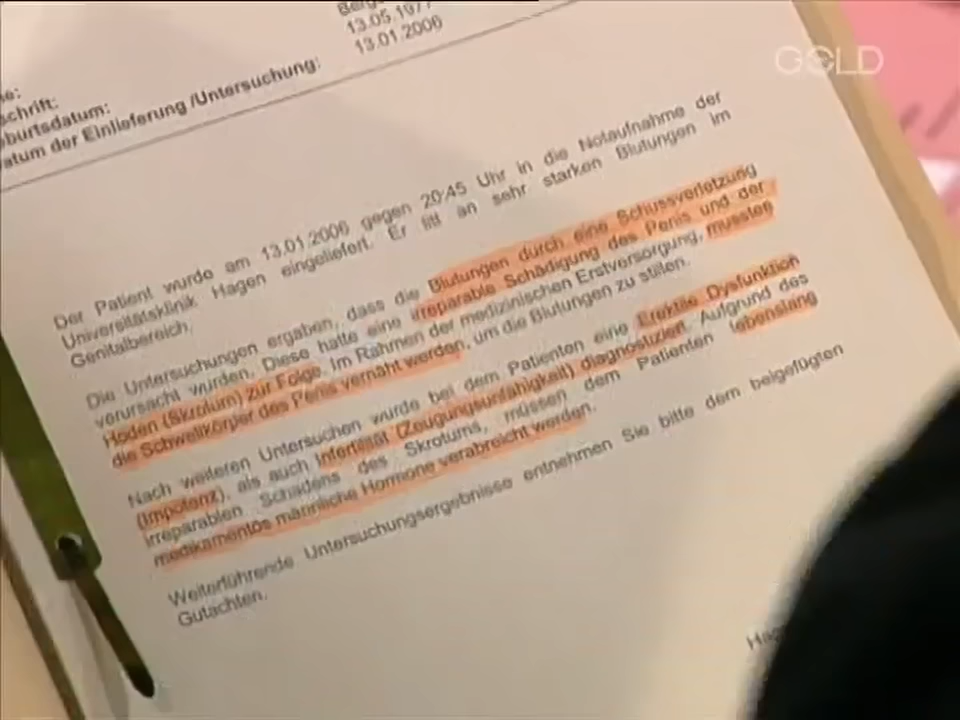 13.05.197
13.01.2006
GOLD
schrift:
burtsdatum:
atum der Einlieferung /Untersuchung:
Der Patient wurde am 13.01.2006 gegen 20:45 Uhr in die Notaufnahme der
Universitätsklinik Hagen eingeliefert. Er litt an sehr starken Blutungen im
Genitalbereich.
Die Untersuchungen ergaben, dass die Blutungen durch eine Schussverletzung
verursacht wurden. Diese hatte eine irreparable Schädigung des Penis und der
Hoden (Skrotum) zur Folge. Im Rahmen der medizinischen Erstversorgung, mussten
die Schwellkörper des Penis vernäht werden, um die Blutungen zu stillen.
Nach weiteren Untersuchen wurde bei dem Patienten eine Erektile Dysfunktion
(Impotenz), als auch Infertilität (Zeugungsunfähigkeit) diagnostiziert. Aufgrund des
irreparablen Schadens des Skrotums, müssen dem Patienten lebenslang
medikamentös männliche Hormone verabreicht werden.
Weiterführende Untersuchungsergebnisse entnehmen Sie bitte dem beigefügten
Gutachten.